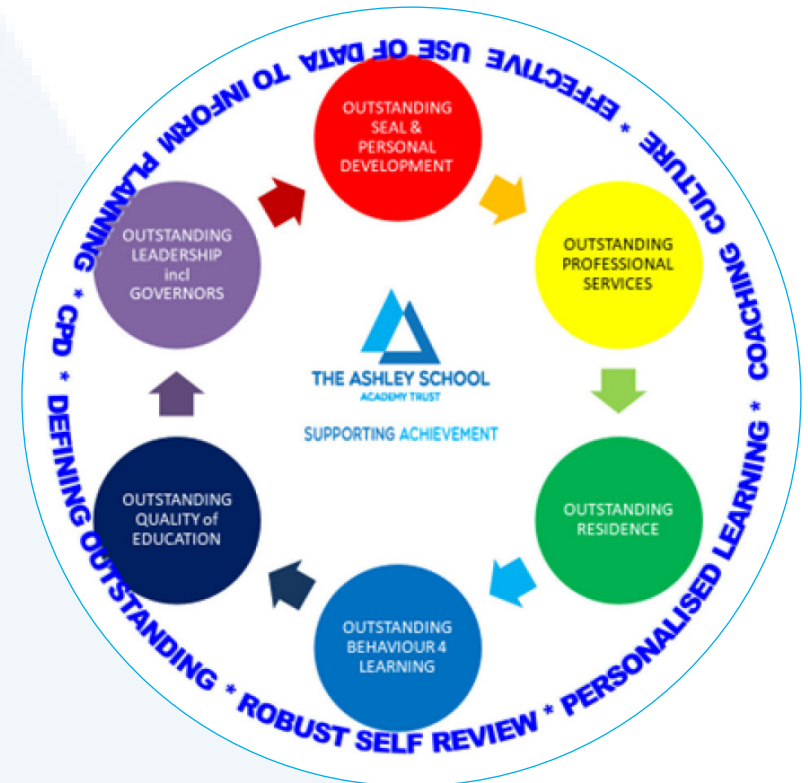 EFFECTIVE USE OF DATA TO INFORM PLANNING * CPD * DEFINING OUTSTANDING * ROBUST SELF REVIEW * PERSONALISED LEARNING * COACHING CULTURE *
OUTSTANDING
SEAL &
PERSONAL
DEVELOPMENT
OUTSTANDING
PROFESSIONAL
SERVICES
OUTSTANDING
RESIDENCE
OUTSTANDING
BEHAVIOUR 4
LEARNING
OUTSTANDING
QUALITY of
EDUCATION
OUTSTANDING
LEADERSHIP
incl
GOVERNORS
THE ASHLEY SCHOOL
ACADEMY TRUST
SUPPORTING ACHIEVEMENT